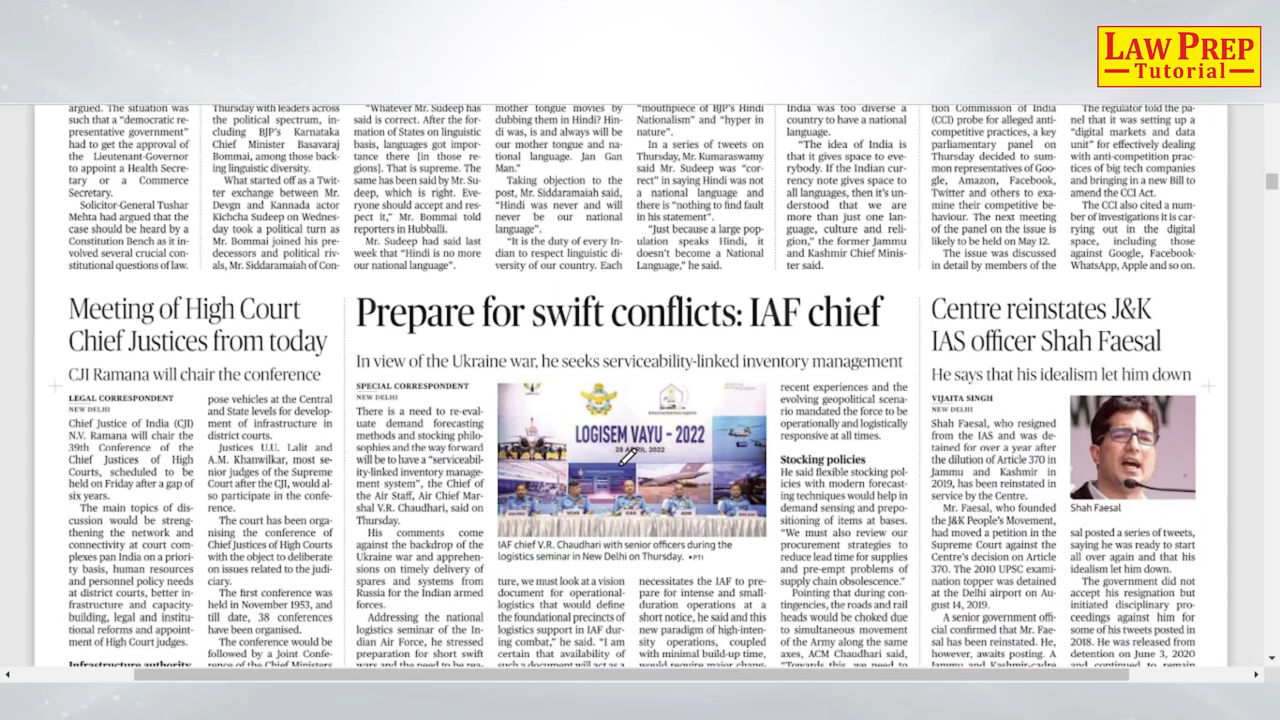 LAW PREP
Tutorial
argued. The situation was
such that a "democratic re-
presentative government"
had to get the approval of
the Lieutenant-Governor
to appoint a Health Secre-
tary or a Commerce
Secretary.
Solicitor-General Tushar
Mehta had argued that the
case should be heard by a
Constitution Bench as it in-
volved several crucial con-
stitutional questions of law.
Thursday with leaders across
the political spectrum, in-
cluding BJP's Karnataka
Chief Minister Basavaraj
Bommai, among those back-
ing linguistic diversity.
What started off as a Twit-
ter exchange between Mr.
Devgn and Kannada actor
Kichcha Sudeep on Wednes-
day took a political turn as
Mr. Bommai joined his pre-
decessors and political riv-
als, Mr. Siddaramaiah of Con-
"Whatever Mr. Sudeep has
said is correct. After the for-
mation of States on linguistic
basis, languages got impor-
tance there [in those re-
gions]. That is supreme. The
same has been said by Mr. Su-
deep, which is right. Eve-
ryone should accept and res-
pect it," Mr. Bommai told
reporters in Hubballi.
Mr. Sudeep had said last
week that "Hindi is no more
our national language".
mother tongue movies by
dubbing them in Hindi? Hin-
di was, is and always will be
our mother tongue and na-
tional language. Jan Gan
Man."
Taking objection to the
post, Mr. Siddaramaiah said,
"Hindi was never and will
never be our national
language".
"It is the duty of every In-
dian to respect linguistic di-
versity of our country. Each
"mouthpiece of BJP's Hindi
Nationalism" and "hyper in
nature".
In a series of tweets on
Thursday, Mr. Kumaraswamy
said Mr. Sudeep was "cor-
rect" in saying Hindi was not
a national language and
there is "nothing to find fault
in his statement".
"Just because a large pop-
ulation speaks Hindi, it
doesn't become a National
Language," he said.
India was too diverse a
country to have a national
language.
"The idea of India is
that it gives space to eve-
rybody. If the Indian cur-
rency note gives space to
all languages, then it's un-
derstood that we are
more than just one lan-
guage, culture and reli-
gion," the former Jammu
and Kashmir Chief Minis-
ter said.
tion Commission of India
(CCI) probe for alleged anti-
competitive practices, a key
parliamentary panel on
Thursday decided to sum-
mon representatives of Goo-
gle, Amazon, Facebook,
Twitter and others to exa-
mine their competitive be-
haviour. The next meeting
of the panel on the issue is
likely to be held on May 12.
The issue was discussed
in detail by members of the
The regulator told the pa-
nel that it was setting up a
"digital markets and data
unit" for effectively dealing
with anti-competition prac-
tices of big tech companies
and bringing in a new Bill to
amend the CCI Act.
The CCI also cited a num-
ber of investigations it is car-
rying out in the digital
space, including those
against Google, Facebook-
WhatsApp, Apple and so on.
Meeting of High Court
Chief Justices from today
CJI Ramana will chair the conference
LEGAL CORRESPONDENT
NEW DELHI
Chief Justice of India (CJI)
N.V. Ramana will chair the
39th Conference of the
Chief Justices of High
Courts, scheduled to be
held on Friday after a gap of
six years.
The main topics of dis-
cussion would be streng-
thening the network and
connectivity at court com-
plexes pan India on a priori-
ty basis, human resources
and personnel policy needs
at district courts, better in-
frastructure and capacity-
building, legal and institu-
tional reforms and appoint-
ment of High Court judges.
Infrastructure authority
pose vehicles at the Central
and State levels for develop-
ment of infrastructure in
district courts.
Justices U.U. Lalit and
A.M. Khanwilkar, most se-
nior judges of the Supreme
Court after the CJI, would al-
so participate in the confe-
rence.
The court has been orga-
nising the conference of
Chief Justices of High Courts
with the object to deliberate
on issues related to the judi-
ciary.
The first conference was
held in November 1953, and
till date, 38 conferences
have been organised.
The conference would be
followed by a Joint Confe-
rence of the Chief Ministers
Prepare for swift conflicts: IAF chief
In view of the Ukraine war, he seeks serviceability-linked inventory management
SPECIAL CORRESPONDENT
NEW DELHI
There is a need to re-eval-
uate demand forecasting
methods and stocking philo-
sophies and the way forward
will be to have a "serviceabil-
ity-linked inventory manage-
ment system", the Chief of
the Air Staff, Air Chief Mar-
shal V.R. Chaudhari, said on
Thursday.
His comments come
against the backdrop of the
Ukraine war and apprehen-
sions on timely delivery of
spares and systems from
Russia for the Indian armed
forces.
Addressing the national
logistics seminar of the In-
dian Air Force, he stressed
preparation for short swift
wars and the need to be rea-
LOGISEM VAYU - 2022
28 APRIL 2022
IAF chief V.R. Chaudhari with senior officers during the
logistics seminar in New Delhi on Thursday. ▪PTI
ture, we must look at a vision
document for operational-
logistics that would define
the foundational precincts of
logistics support in IAF dur-
ing combat," he said. "I am
certain that availability of
such a document will act as a
necessitates the IAF to pre-
pare for intense and small-
duration operations at a
short notice, he said and this
new paradigm of high-inten-
sity operations, coupled
with minimal build-up time,
would require major chang-
recent experiences and the
evolving geopolitical scena-
rio mandated the force to be
operationally and logistically
responsive at all times.
Stocking policies
He said flexible stocking pol-
icies with modern forecast-
ing techniques would help in
demand sensing and prepo-
sitioning of items at bases.
"We must also review our
procurement strategies to
reduce lead time for supplies
and pre-empt problems of
supply chain obsolescence."
Pointing that during con-
tingencies, the roads and rail
heads would be choked due
to simultaneous movement
of the Army along the same
axes, ACM Chaudhari said,
"Towards this, we need to
Centre reinstates J&K
IAS officer Shah Faesal
He says that his idealism let him down
VIJAITA SINGH
NEW DELHI
Shah Faesal, who resigned
from the IAS and was de-
tained for over a year after
the dilution of Article 370 in
Jammu and Kashmir in
2019, has been reinstated in
service by the Centre.
Mr. Faesal, who founded
the J&K People's Movement,
had moved a petition in the
Supreme Court against the
Centre's decision on Article
370. The 2010 UPSC exami-
nation topper was detained
at the Delhi airport on Au-
gust 14, 2019.
A senior government offi-
cial confirmed that Mr. Fae-
sal has been reinstated. He,
however, awaits posting. A
Jammu and Kashmir-cadre
Shah Faesal
sal posted a series of tweets,
saying he was ready to start
all over again and that his
idealism let him down.
The government did not
accept his resignation but
initiated disciplinary pro-
ceedings against him for
some of his tweets posted in
2018. He was released from
detention on June 3, 2020
and continued to remain